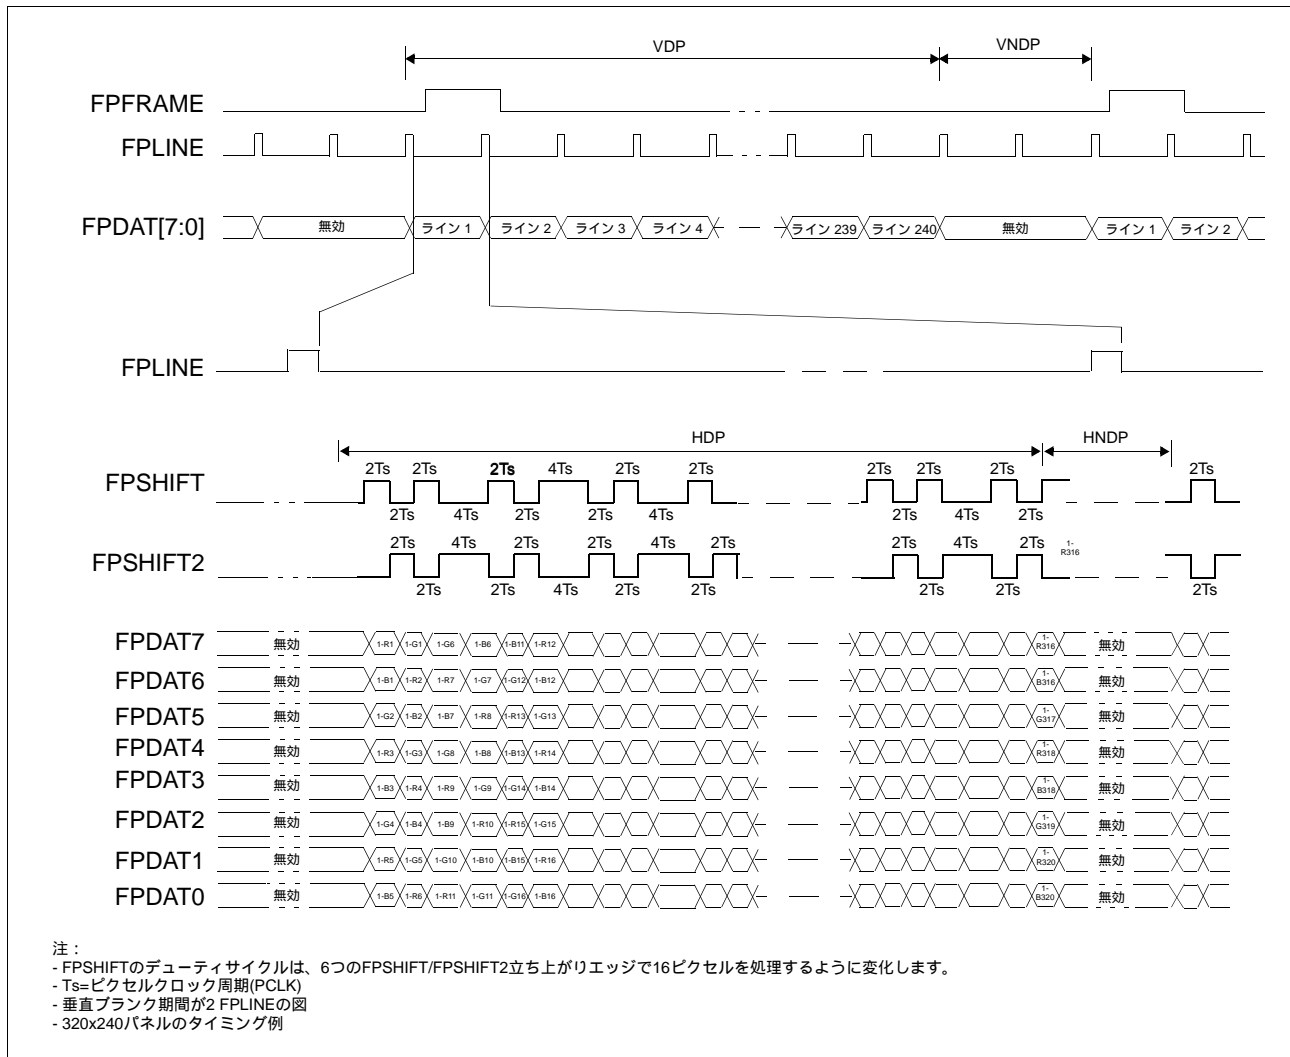 VDP VNDP
FPFRAME
FPLINE
FPDAT[7:0] 無効 ライン 1 ライン 2 ライン 3 ライン 4 ライン 239 ライン 240 無効 ライン 1 ライン 2
FPLINE
HDP HNDP
2Ts 2Ts 2Ts 4Ts 2Ts 2Ts 2Ts 2Ts 2Ts 2Ts
FPSHIFT
2Ts 4Ts 2Ts 2Ts 4Ts 2Ts 4Ts 2Ts
2Ts 4Ts 2Ts 2Ts 4Ts 2Ts 2Ts 4Ts 2Ts 1-R316
FPSHIFT2
2Ts 2Ts 4Ts 2Ts 2Ts 2Ts 2Ts 2Ts
FPDAT7 無効 1-R1 1-G1 1-G6 1-B6 1-B11 1-R12 1-R316 無効
FPDAT6 無効 1-B1 1-R2 1-R7 1-G7 1-G12 1-B12 1-B316 無効
FPDAT5 無効 1-G2 1-B2 1-B7 1-R8 1-R13 1-G13 1-G317 無効
FPDAT4 無効 1-R3 1-G3 1-G8 1-B8 1-B13 1-R14 1-R318 無効
FPDAT3 無効 1-B3 1-R4 1-R9 1-G9 1-G14 1-B14 1-B318 無効
FPDAT2 無効 1-G4 1-B4 1-B9 1-R10 1-R15 1-G15 1-G319 無効
FPDAT1 無効 1-R5 1-G5 1-G10 1-B10 1-B15 1-R16 1-R320 無効
FPDAT0 無効 1-B5 1-R6 1-R11 1-G11 1-G16 1-B16 1-B320 無効
注：
- FPSHIFTのデューティサイクルは、6つのFPSHIFT/FPSHIFT2立ち上がりエッジで16ピクセルを処理するように変化します。
- Ts=ピクセルクロック周期(PCLK)
- 垂直ブランク期間が2 FPLINEの図
- 320x240パネルのタイミング例